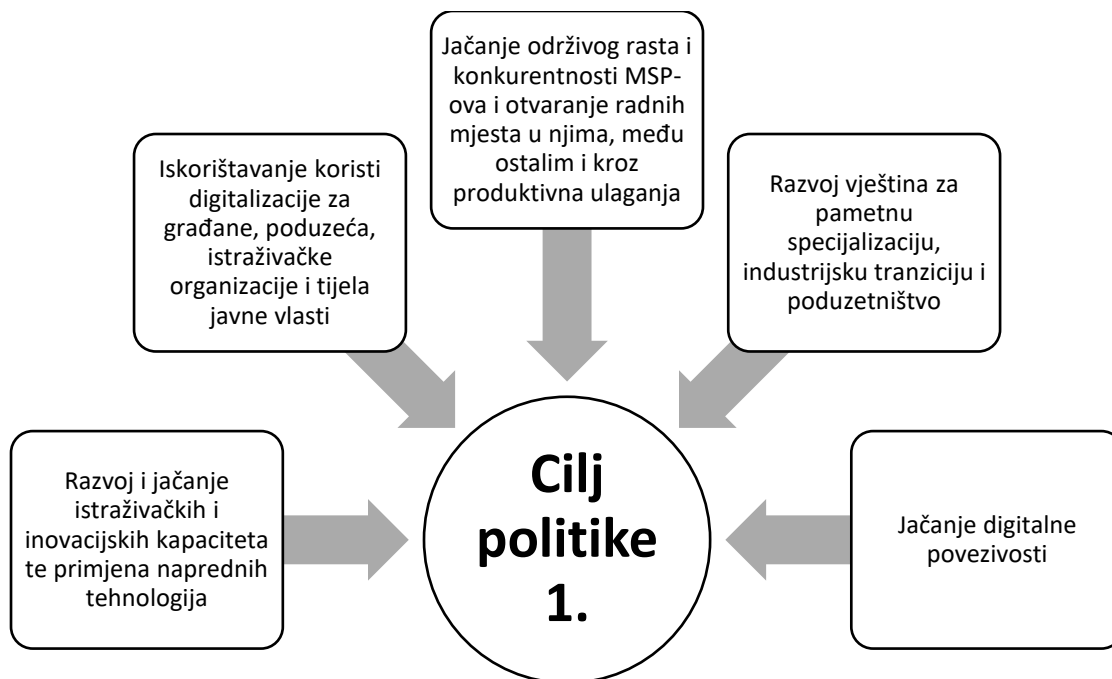 Jačanje održivog rasta i
konkurentnosti MSP-
ova i otvaranje radnih
mjesta u njima, među
ostalim i kroz
produktivna ulaganja
Iskorištavanje koristi
digitalizacije za
građane, poduzeća,
istraživačke
organizacije i tijela
javne vlasti
Razvoj vještina za
pametnu
specijalizaciju,
industrijsku tranziciju i
poduzetništvo
Razvoj i jačanje
istraživačkih i
inovacijskih kapaciteta
te primjena naprednih
tehnologija
Cilj
politike
1.
Jačanje digitalne
povezivosti